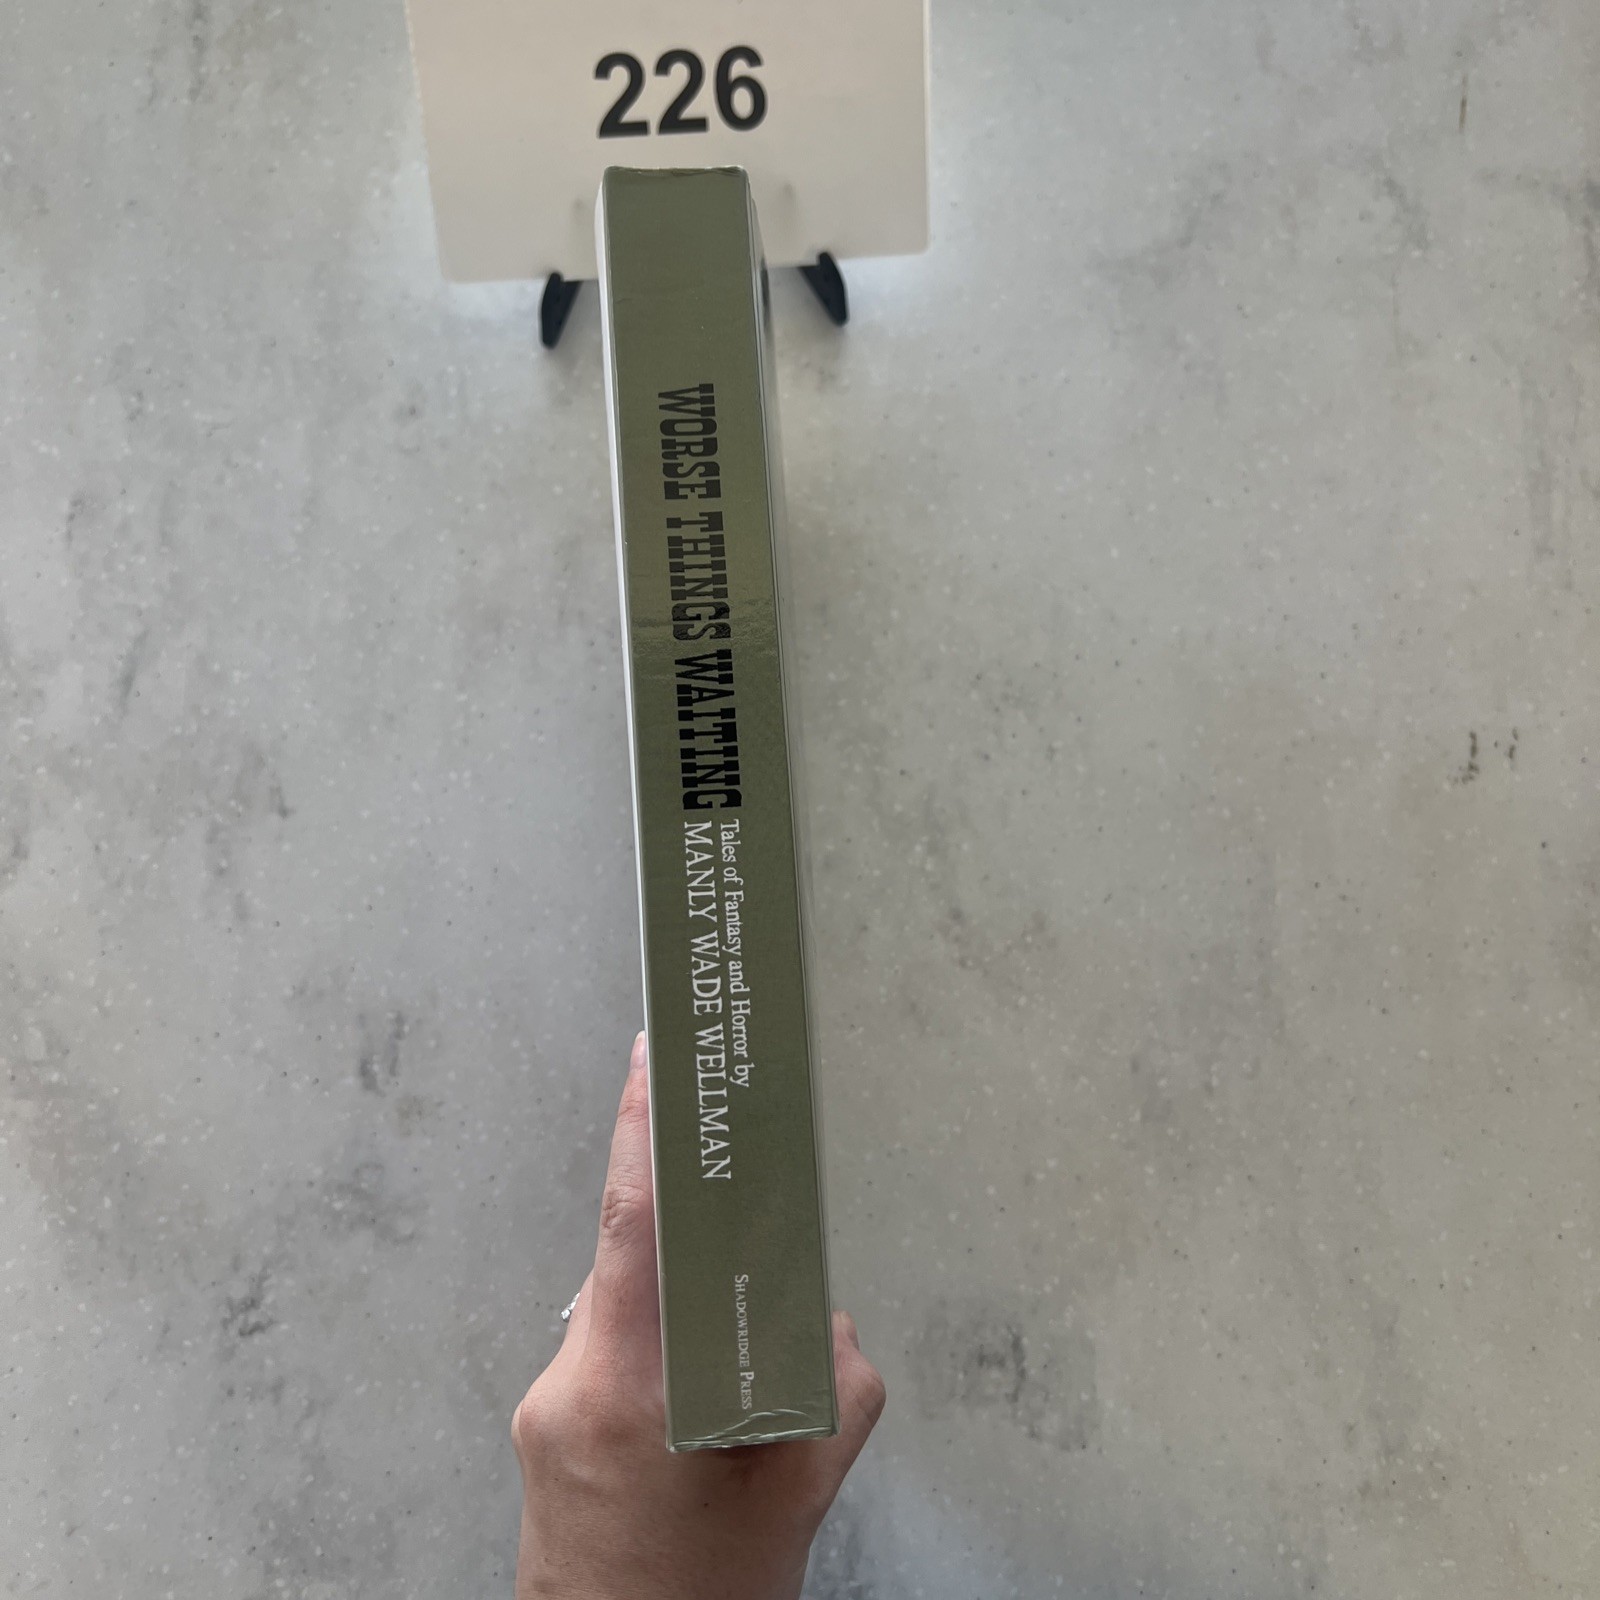 226
WORSE THINGS WAITING
Tales of Fantasy and Horror by
MANLY WADE WELLMAN
SHADOWRIDGE PRESS